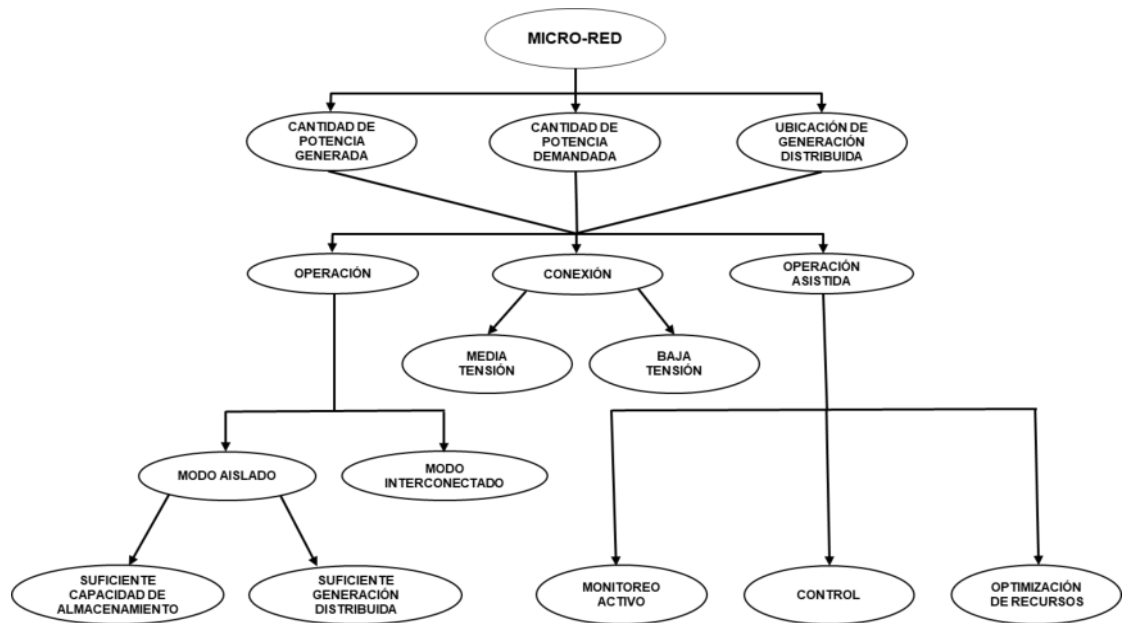 MICRO-RED
CANTIDAD DE
POTENCIA
GENERADA
CANTIDAD DE
POTENCIA
DEMANDADA
UBICACIÓN DE
GENERACIÓN
DISTRIBUIDA
OPERACIÓN
CONEXIÓN
OPERACIÓN
ASISTIDA
MEDIA
TENSIÓN
BAJA
TENSIÓN
MODO AISLADO
MODO
INTERCONECTADO
SUFICIENTE
CAPACIDAD DE
ALMACENAMIENTO
SUFICIENTE
GENERACIÓN
DISTRIBUIDA
MONITOREO
ACTIVO
CONTROL
OPTIMIZACIÓN
DE RECURSOS